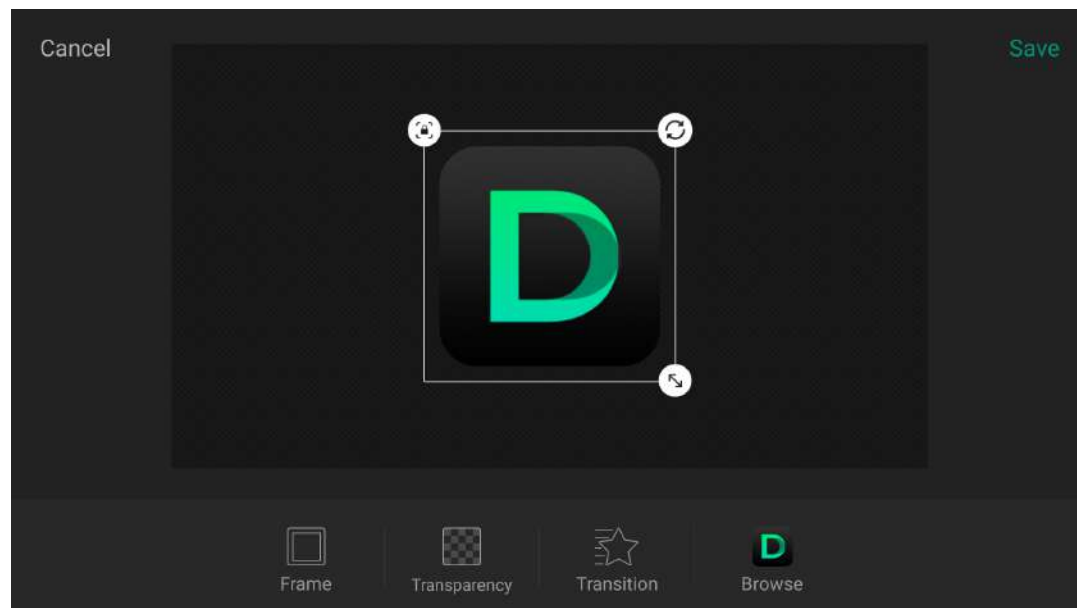 Cancel
Save
D
Frame
Transparency
Transition
D
Browse